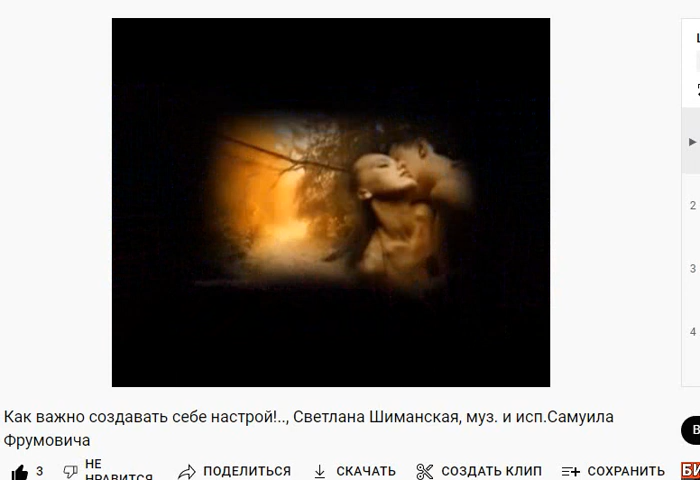 Как важно создавать себе настрой!.., Светлана Шиманская, муз. и исп.Самуила
Фрумовича
3
НЕ
НРАВИТСЯ
ПОДЕЛИТЬСЯ
СКАЧАТЬ
СОЗДАТЬ КЛИП
СОХРАНИТЬ
2
3
4